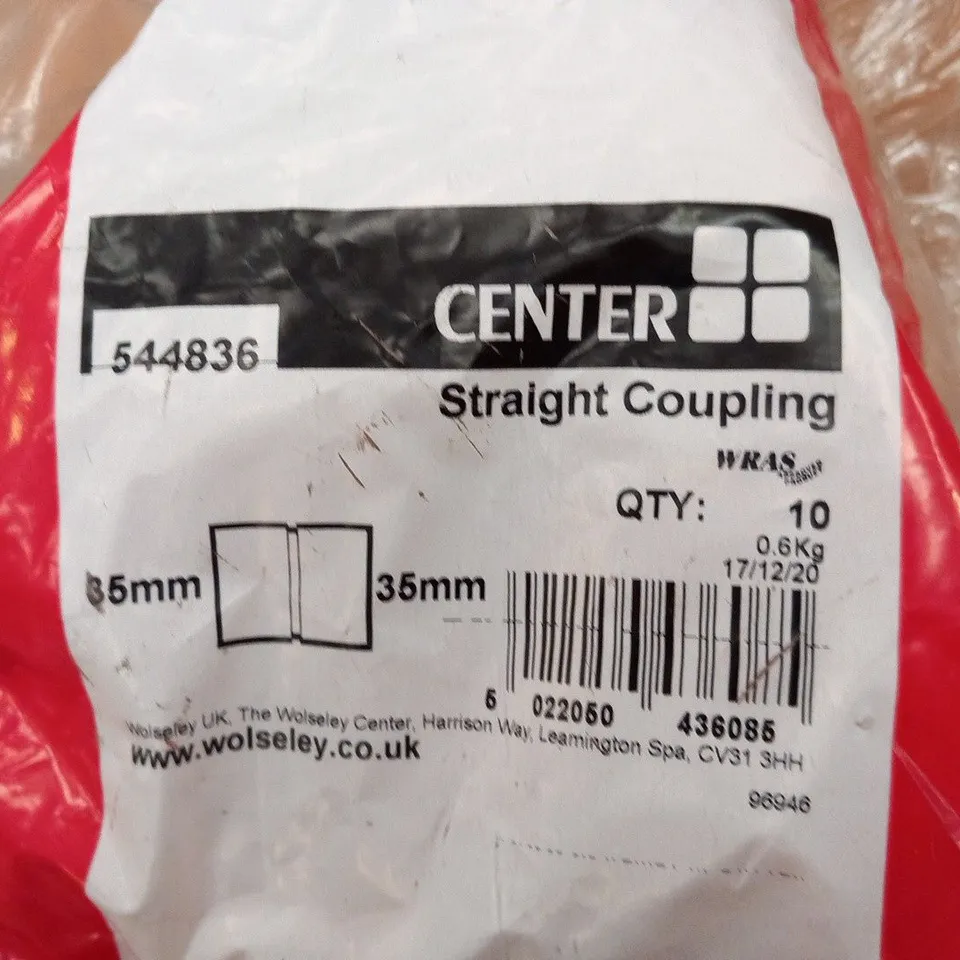 CENTER
544836
Straight Coupling
WRAS
QTY: 10
0.6Kg
17/12/20
35mm 35mm
5 022050 436085
Wolseley UK, The Wolseley Center, Harrison Way, Leamington Spa, CV31 3HH
www.wolseley.co.uk
96946